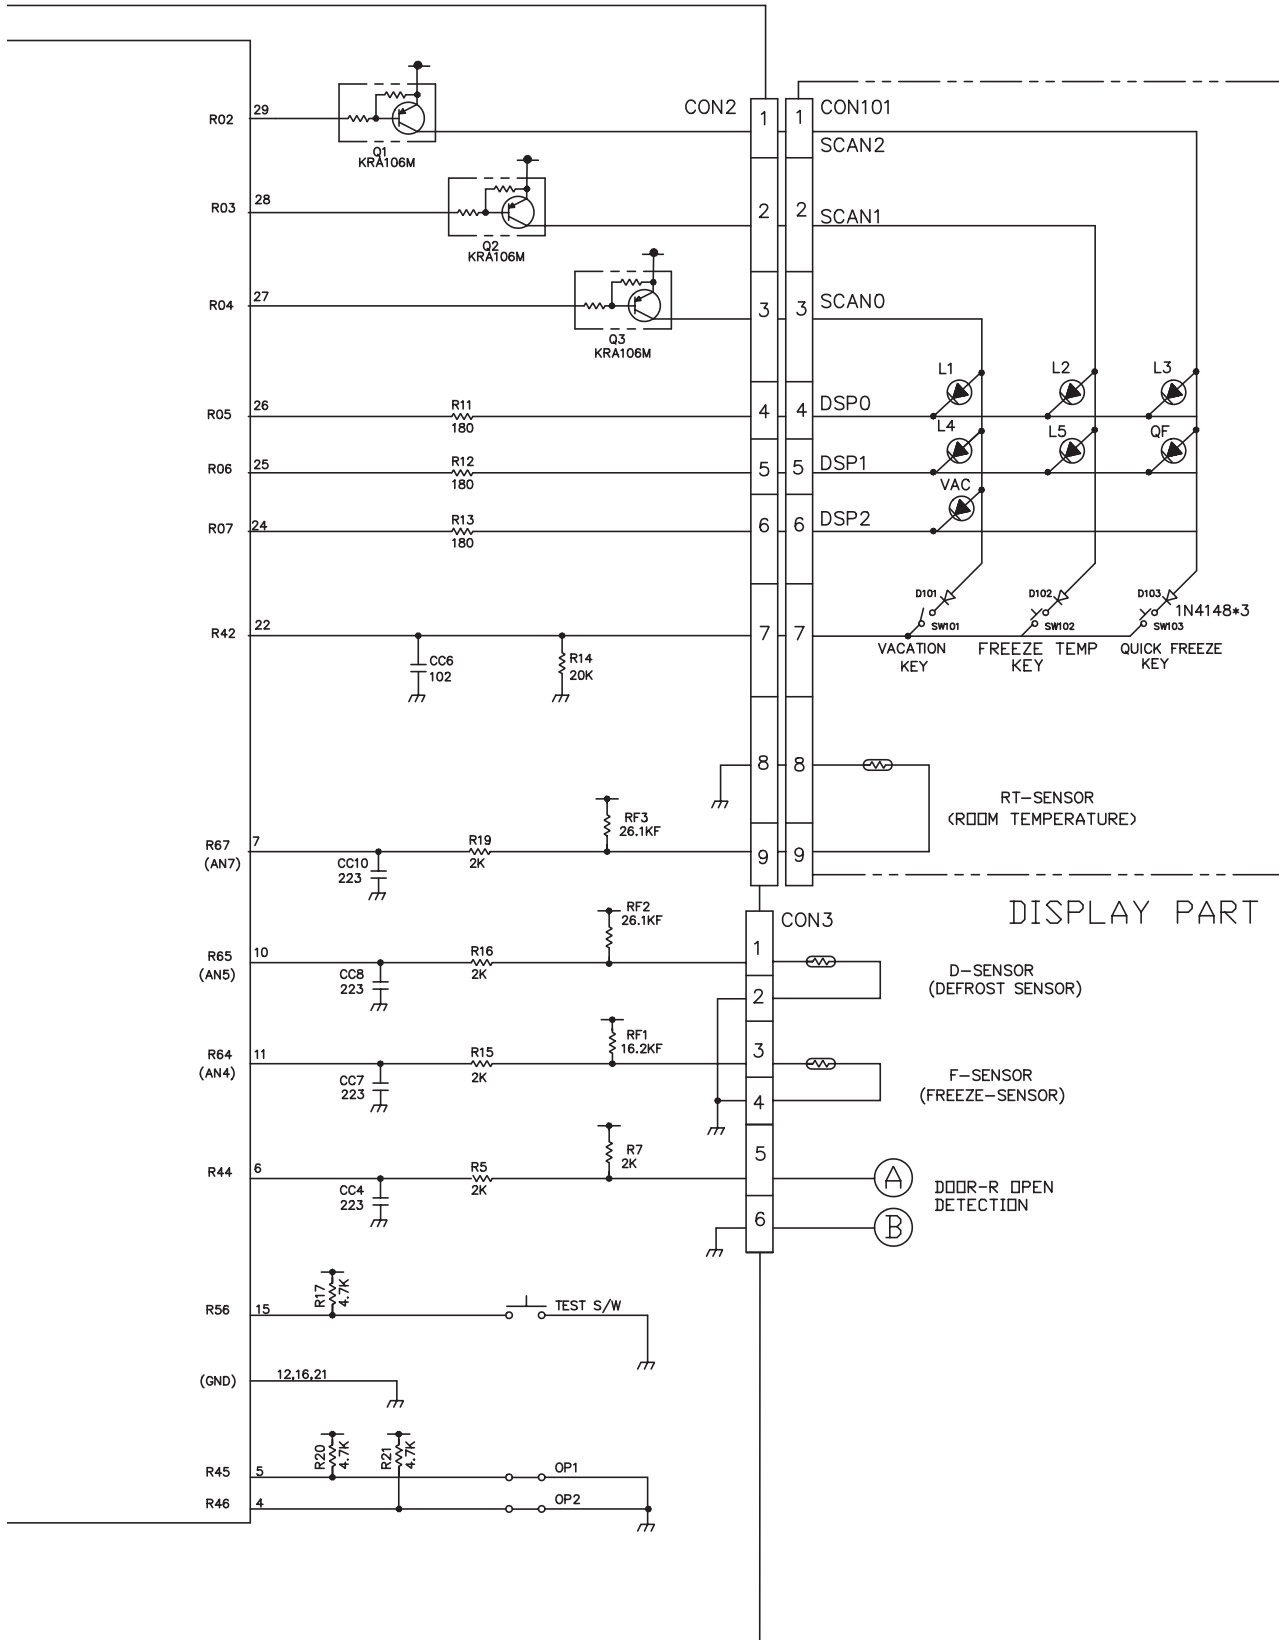 CON2
CON101
R02
29
Q1
KRA106M
1
1
SCAN2
R03
28
Q2
KRA106M
2
2
SCAN1
R04
27
Q3
KRA106M
3
3
SCAN0
L1
L2
L3
R05
26
R11
180
4
4
DSP0
L4
L5
QF
R06
25
R12
180
5
5
DSP1
VAC
R07
24
R13
180
6
6
DSP2
D101
D102
D103
1N4148*3
SW101
SW102
SW103
R42
22
7
7
VACATION
KEY
FREEZE TEMP
KEY
QUICK FREEZE
KEY
CC6
102
R14
20K
8
8
RT-SENSOR
(ROOM TEMPERATURE)
R67
(AN7)
7
CC10
223
R19
2K
RF3
26.1KF
9
9
DISPLAY PART
CON3
R65
(AN5)
10
CC8
223
R16
2K
RF2
26.1KF
1
2
D-SENSOR
(DEFROST SENSOR)
R64
(AN4)
11
CC7
223
R15
2K
RF1
16.2KF
3
4
F-SENSOR
(FREEZE-SENSOR)
R44
6
CC4
223
R5
2K
R7
2K
5
6
A
B
DOOR-R OPEN
DETECTION
R56
15
R17
4.7K
TEST S/W
(GND)
12,16,21
R20
4.7K
R21
4.7K
R45
5
OP1
R46
4
OP2